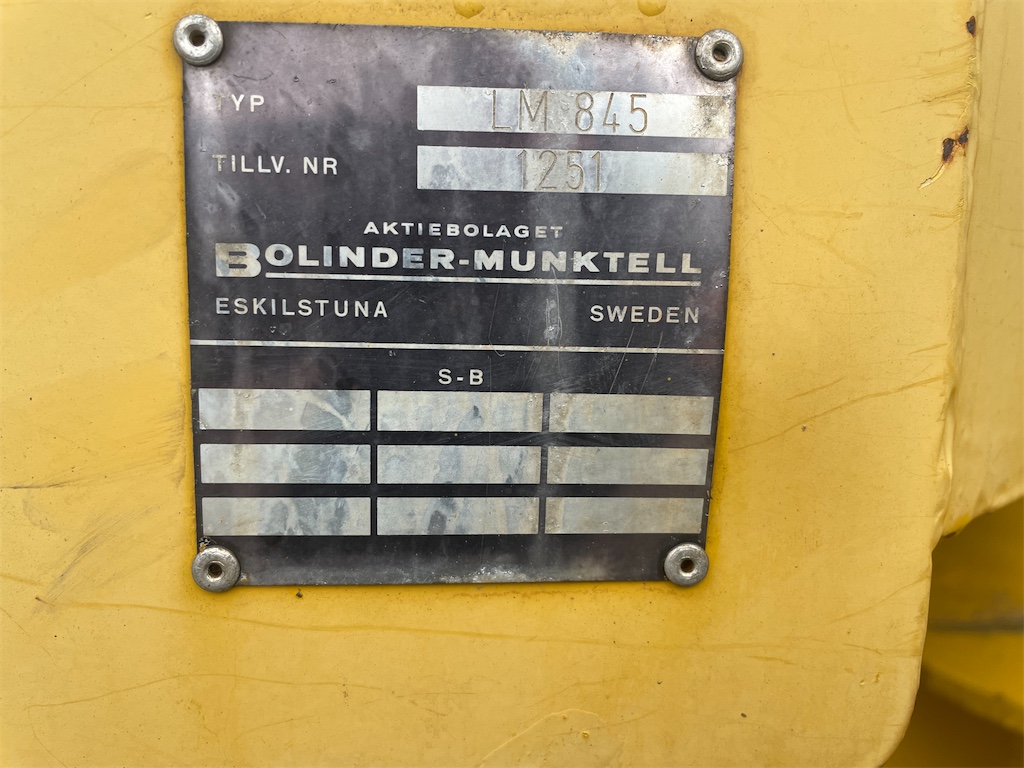 TYP LM 845
TILLV. NR 1251
AKTIEBOLAGET
BOLINDER-MUNKTELL
ESKILSTUNA SWEDEN
S-B